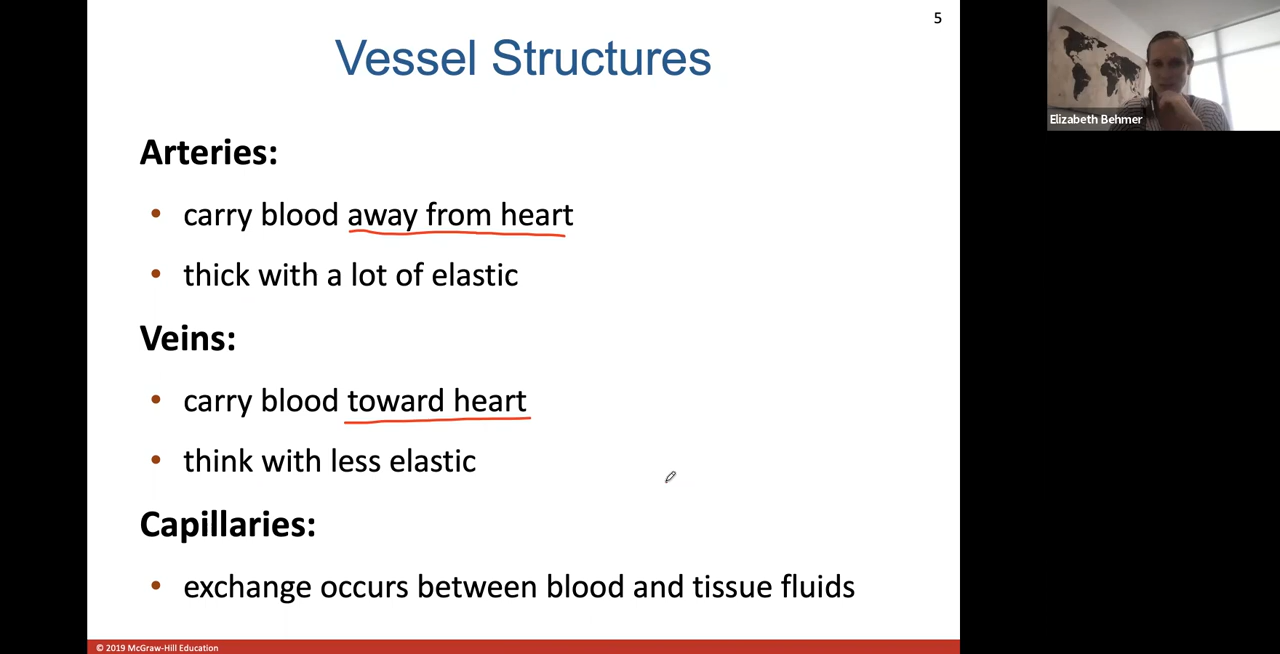 5
Vessel Structures
Elizabeth Behmer
Arteries:
• carry blood away from heart
• thick with a lot of elastic
Veins:
• carry blood toward heart
• think with less elastic
Capillaries:
• exchange occurs between blood and tissue fluids
© 2019 McGraw-Hill Education